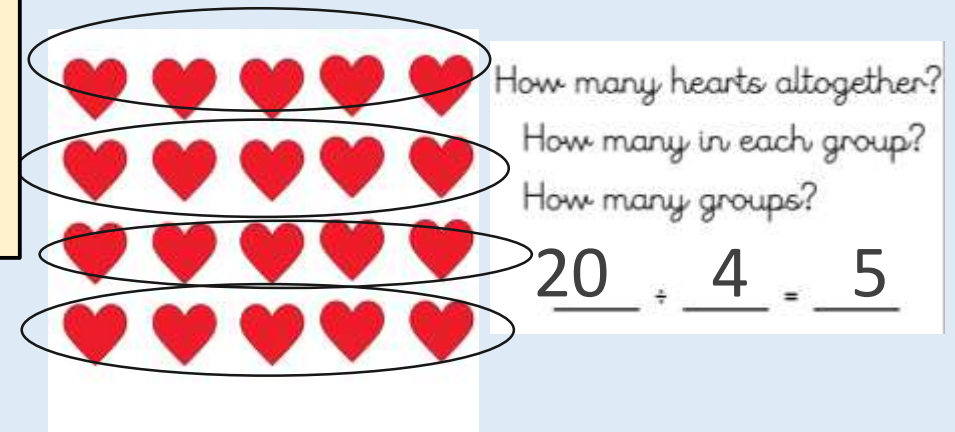 How many hearts altogether?
How many in each group?
How many groups?
20 ÷ 4 = 5